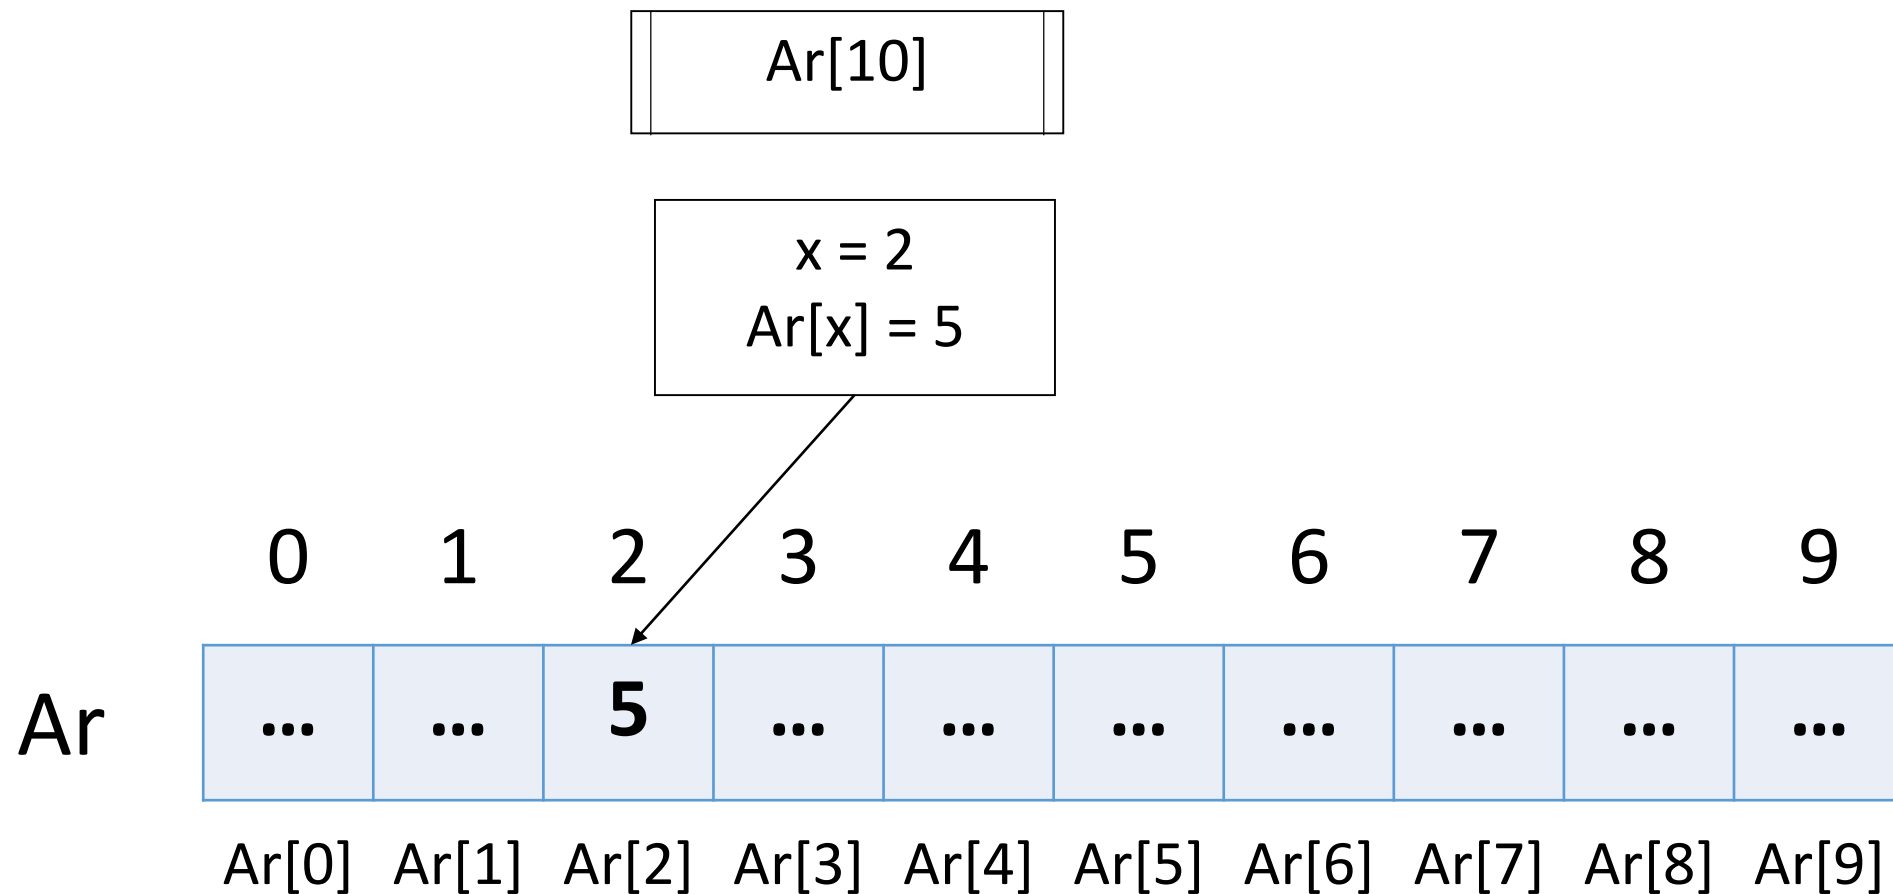 Ar[10]
x = 2
Ar[x] = 5
0 1 2 3 4 5 6 7 8 9
Ar ... ... 5 ... ... ... ... ... ... ...
Ar[0] Ar[1] Ar[2] Ar[3] Ar[4] Ar[5] Ar[6] Ar[7] Ar[8] Ar[9]